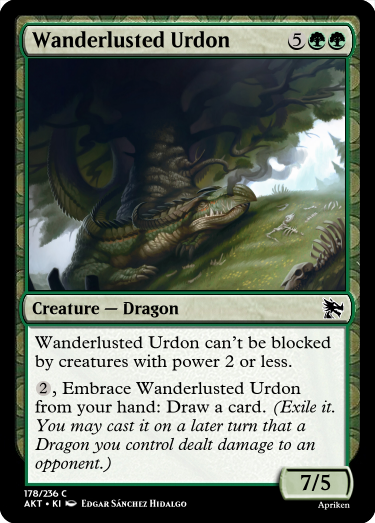 Wanderlusted Urdon 5
Creature — Dragon
Wanderlusted Urdon can't be blocked
by creatures with power 2 or less.
2, Embrace Wanderlusted Urdon
from your hand: Draw a card. (Exile it.
You may cast it on a later turn that a
Dragon you control dealt damage to an
opponent.)
7/5
178/236 C
AKT • KI Edgar Sánchez Hidalgo
Apriken